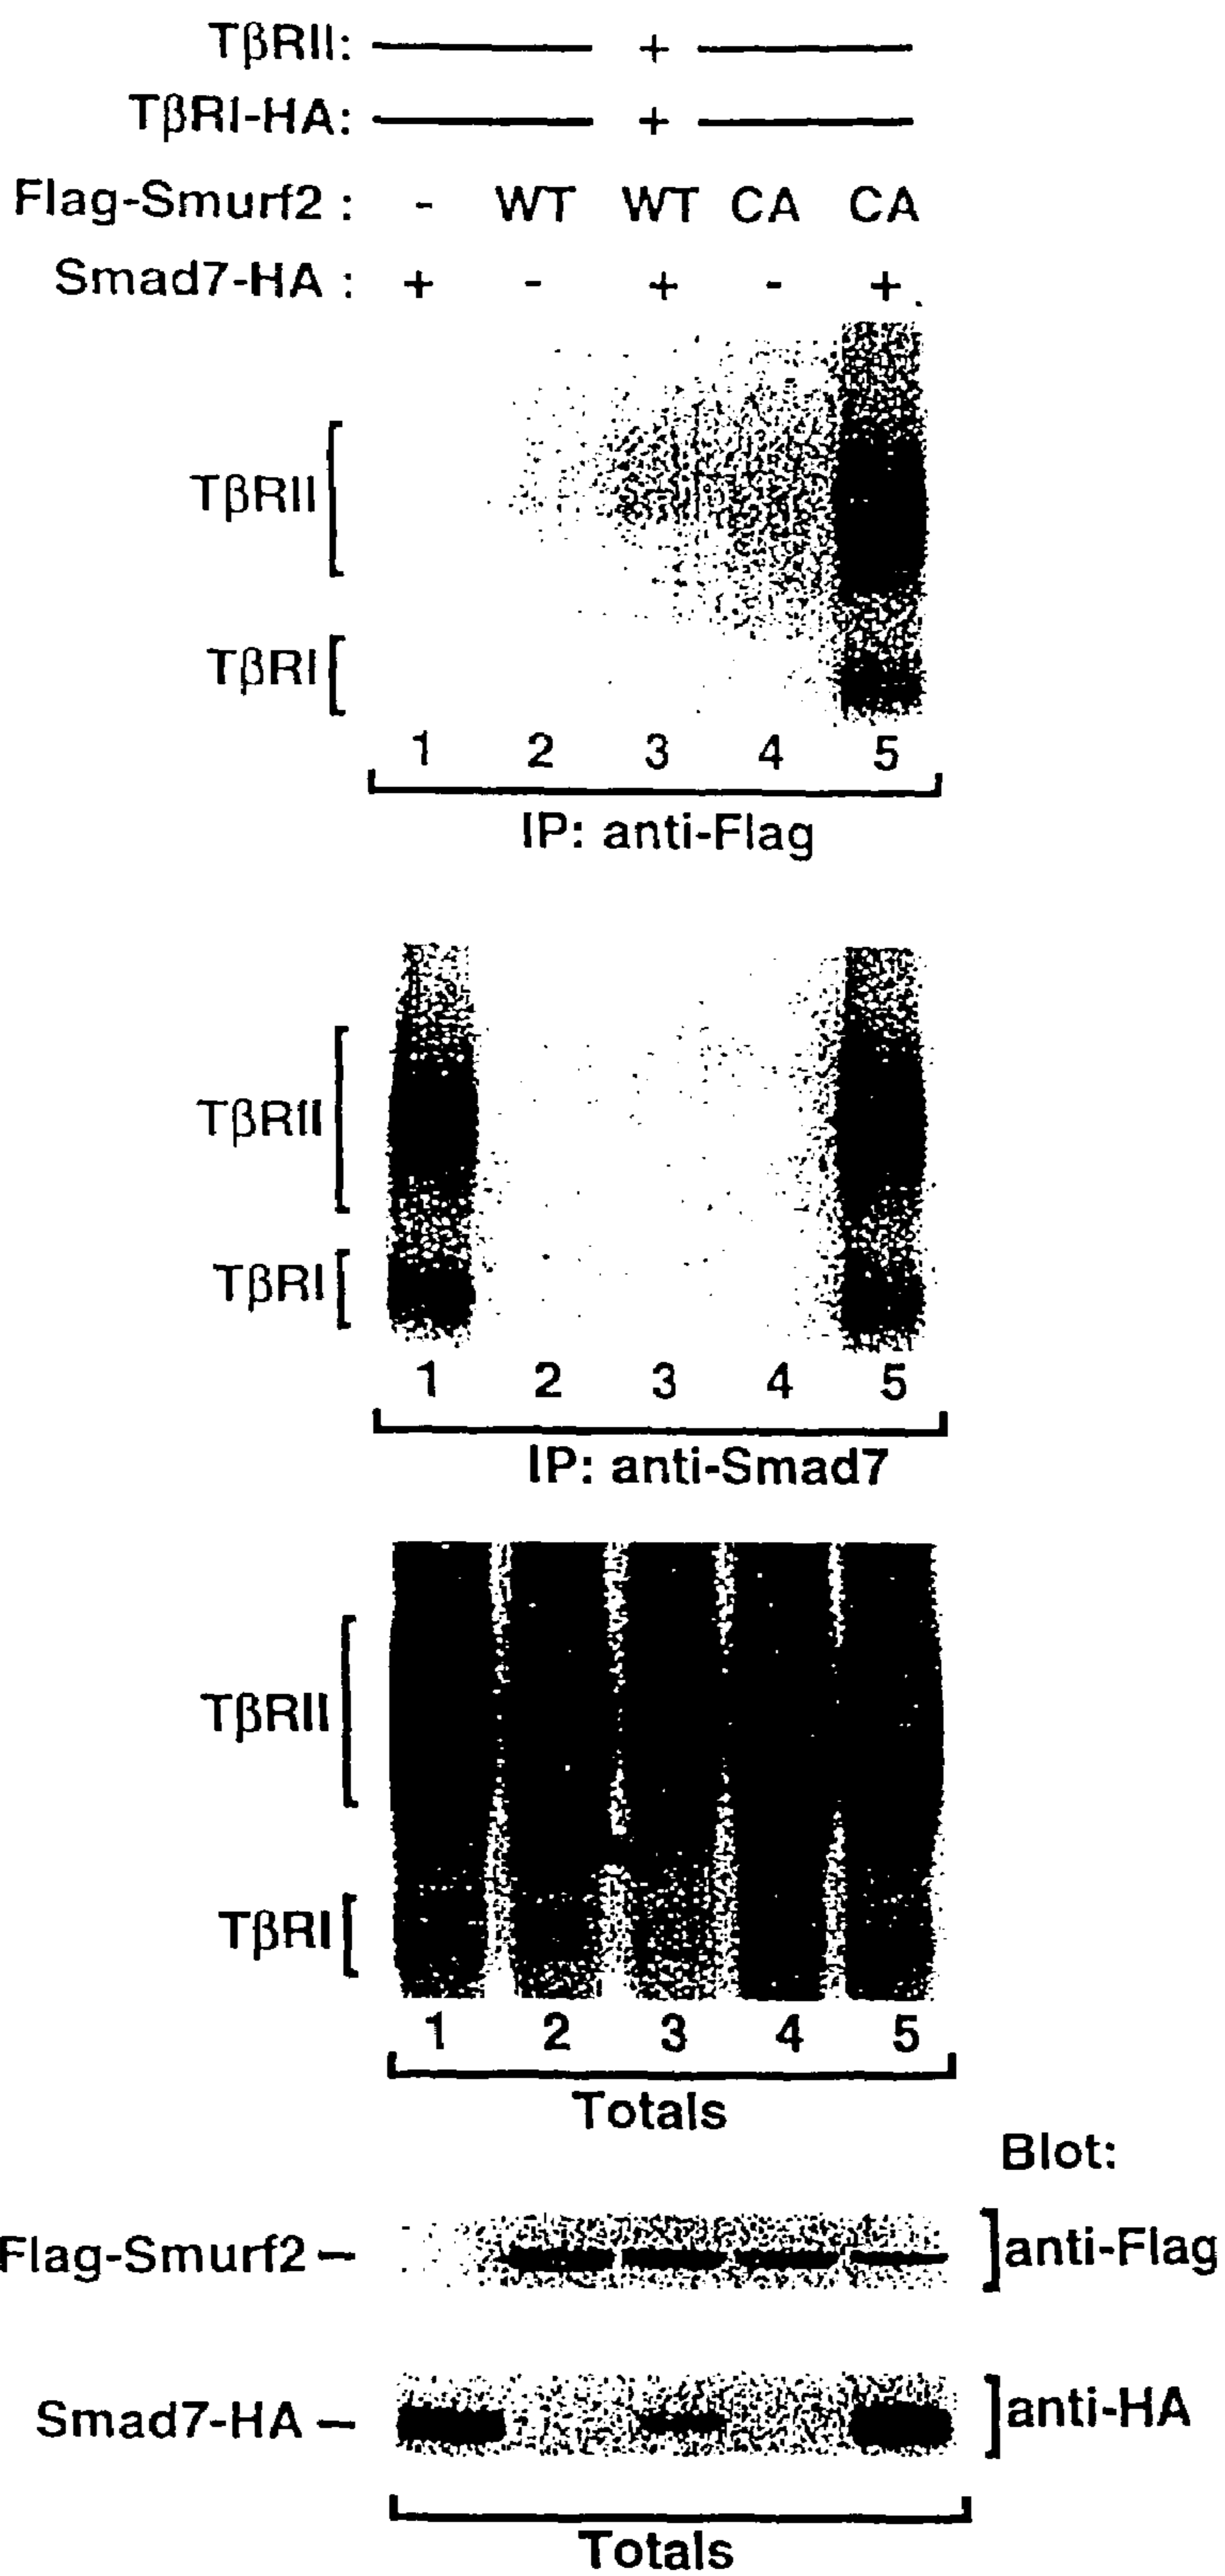 TβRII: +
TβRI-HA: +
Flag-Smurf2 : - WT WT CA CA
Smad7-HA : + - + - +
TβRII
TβRI
1 2 3 4 5
IP: anti-Flag
TβRII
TβRI
1 2 3 4 5
IP: anti-Smad7
TβRII
TβRI
1 2 3 4 5
Totals
Blot:
Flag-Smurf2 – anti-Flag
Smad7-HA – anti-HA
Totals